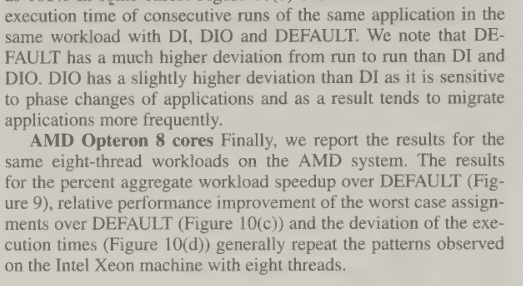 execution time of consecutive runs of the same application in the
same workload with DI, DIO and DEFAULT. We note that DE-
FAULT has a much higher deviation from run to run than DI and
DIO. DIO has a slightly higher deviation than DI as it is sensitive
to phase changes of applications and as a result tends to migrate
applications more frequently.
AMD Opteron 8 cores Finally, we report the results for the
same eight-thread workloads on the AMD system. The results
for the percent aggregate workload speedup over DEFAULT (Fig-
ure 9), relative performance improvement of the worst case assign-
ments over DEFAULT (Figure 10(c)) and the deviation of the exe-
cution times (Figure 10(d)) generally repeat the patterns observed
on the Intel Xeon machine with eight threads.